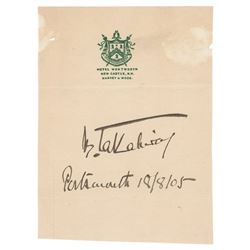 HOTEL WENTWORTH
NEW CASTLE, N.H.
HARVEY & WOOD.
K. Takahira
Portsmouth 18/8/05